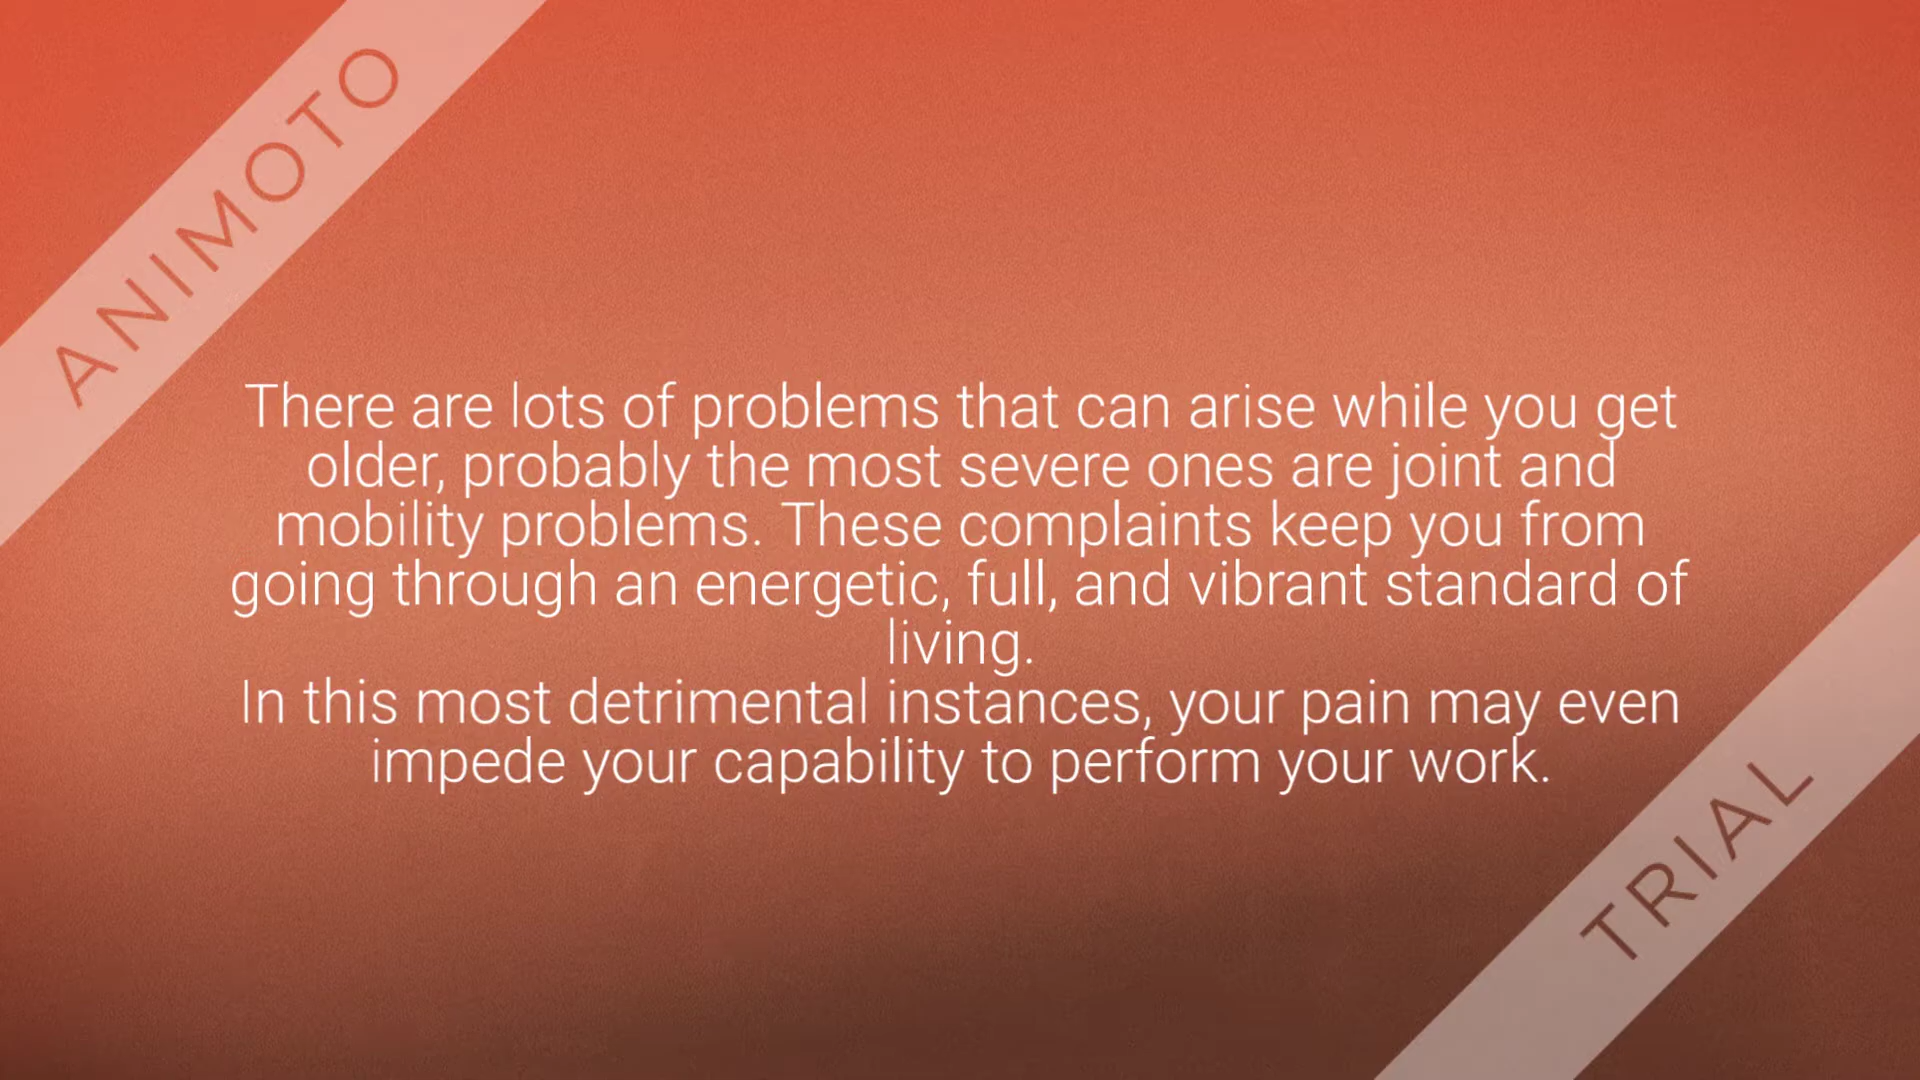 ANIMOTO
There are lots of problems that can arise while you get
older, probably the most severe ones are joint and
mobility problems. These complaints keep you from
going through an energetic, full, and vibrant standard of
living.
In this most detrimental instances, your pain may even
impede your capability to perform your work.
TRIAL